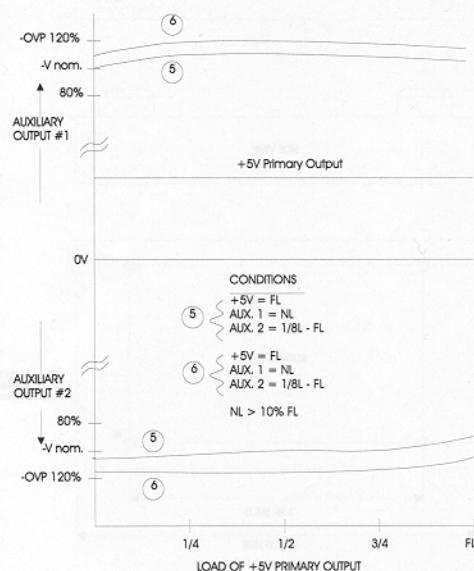 6
-OVP 120%
-V nom.
5
80%
AUXILIARY
OUTPUT #1
+5V Primary Output
0V
CONDITIONS
5
+5V = FL
AUX. 1 = NL
AUX. 2 = 1/8L - FL
6
+5V = FL
AUX. 1 = NL
AUX. 2 = 1/8L - FL
NL > 10% FL
AUXILIARY
OUTPUT #2
80%
5
-V nom.
-OVP 120%
6
1/4 1/2 3/4 FL
LOAD OF +5V PRIMARY OUTPUT